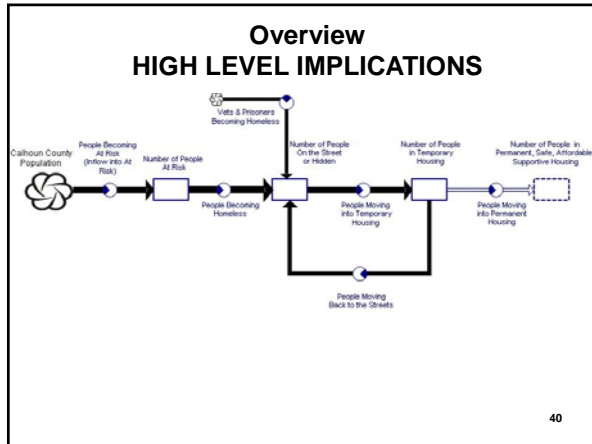 Overview
HIGH LEVEL IMPLICATIONS
Vets & Prisoners
Becoming Homeless
Calhoun County
Population
People Becoming
At Risk
(Inflow into At
Risk)
Number of People
At Risk
People Becoming
Homeless
Number of People
On the Street
or Hidden
People Moving
into Temporary
Housing
Number of People
in Temporary
Housing
People Moving
into Permanent
Housing
Number of People in
Permanent, Safe, Affordable
Supportive Housing
People Moving
Back to the Streets
40